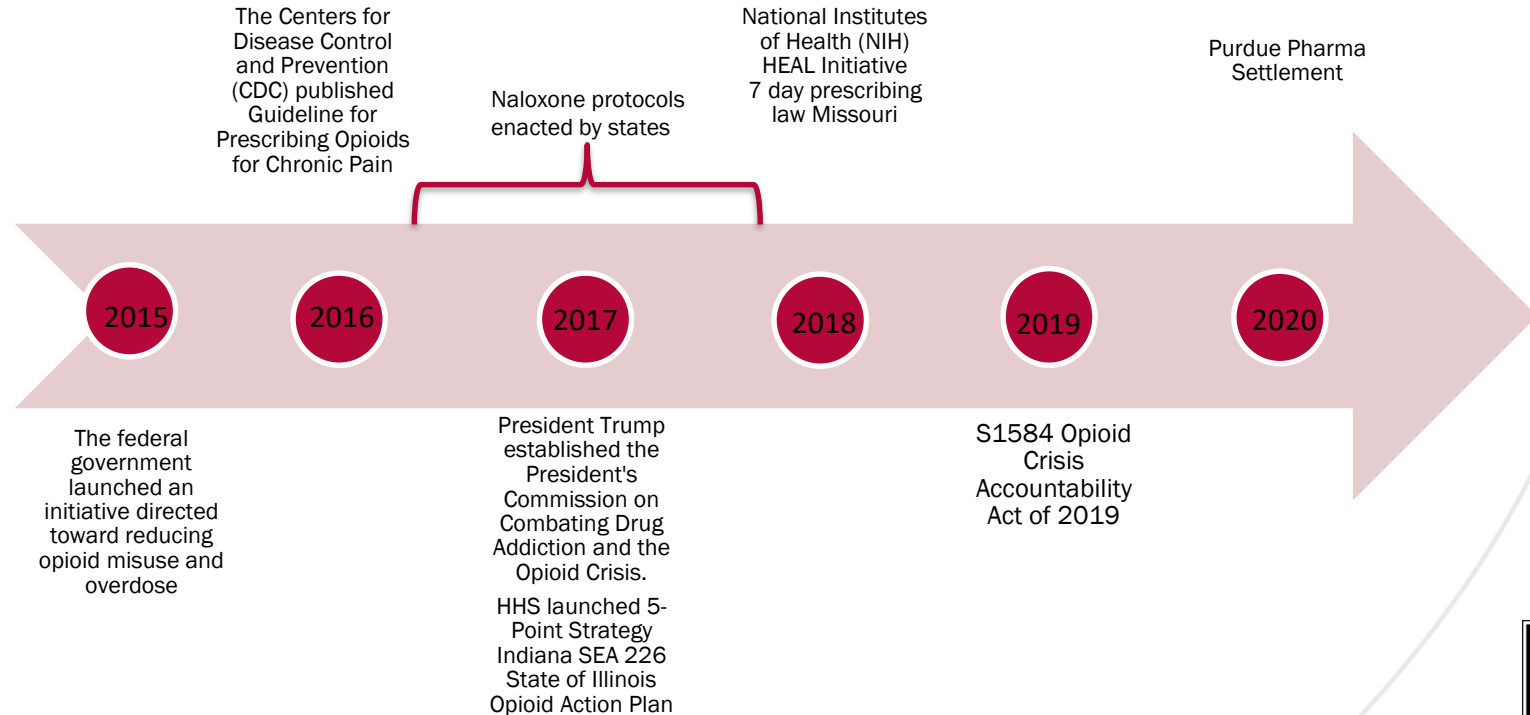 The Centers for
Disease Control
and Prevention
(CDC) published
Guideline for
Prescribing Opioids
for Chronic Pain
Naloxone protocols
enacted by states
National Institutes
of Health (NIH)
HEAL Initiative
7 day prescribing
law Missouri
Purdue Pharma
Settlement
2015
2016
2017
2018
2019
2020
The federal
government
launched an
initiative directed
toward reducing
opioid misuse and
overdose
President Trump
established the
President's
Commission on
Combating Drug
Addiction and the
Opioid Crisis.
HHS launched 5-
Point Strategy
Indiana SEA 226
State of Illinois
Opioid Action Plan
S1584 Opioid
Crisis
Accountability
Act of 2019